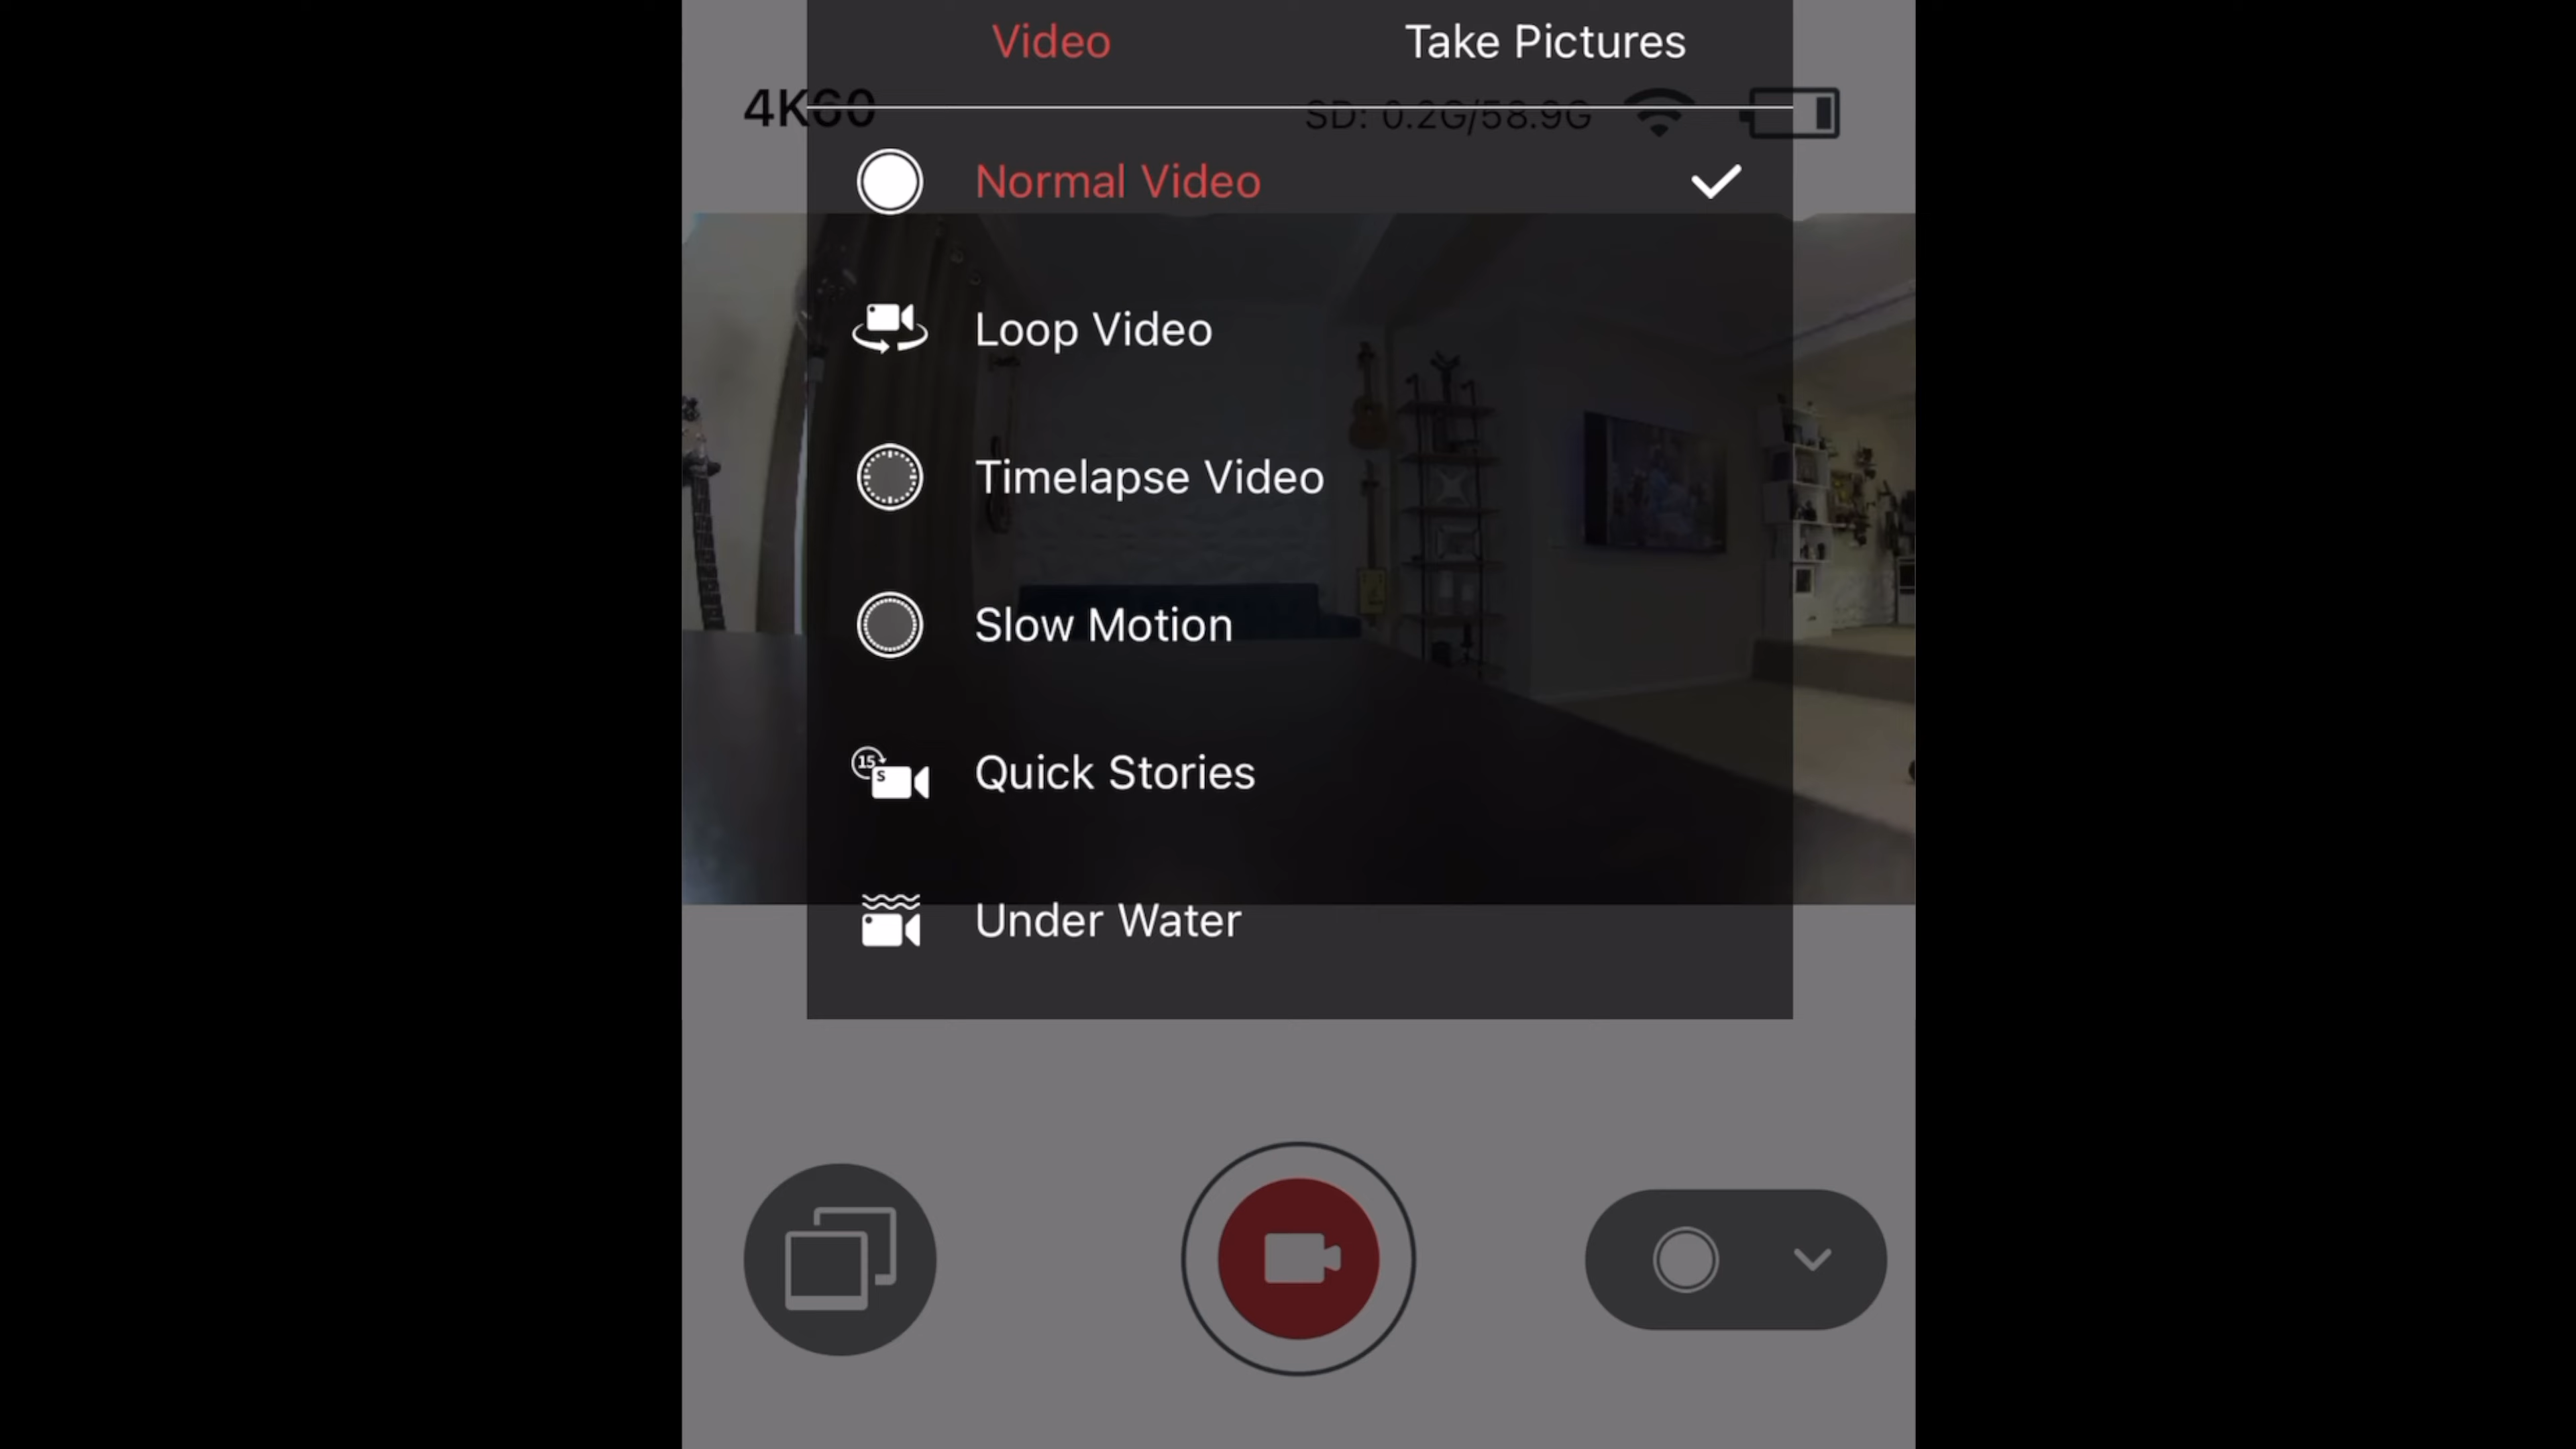 Video
Take Pictures
4K60
SD: 0.2G/58.9G
Normal Video
Loop Video
Timelapse Video
Slow Motion
15
S
Quick Stories
Under Water